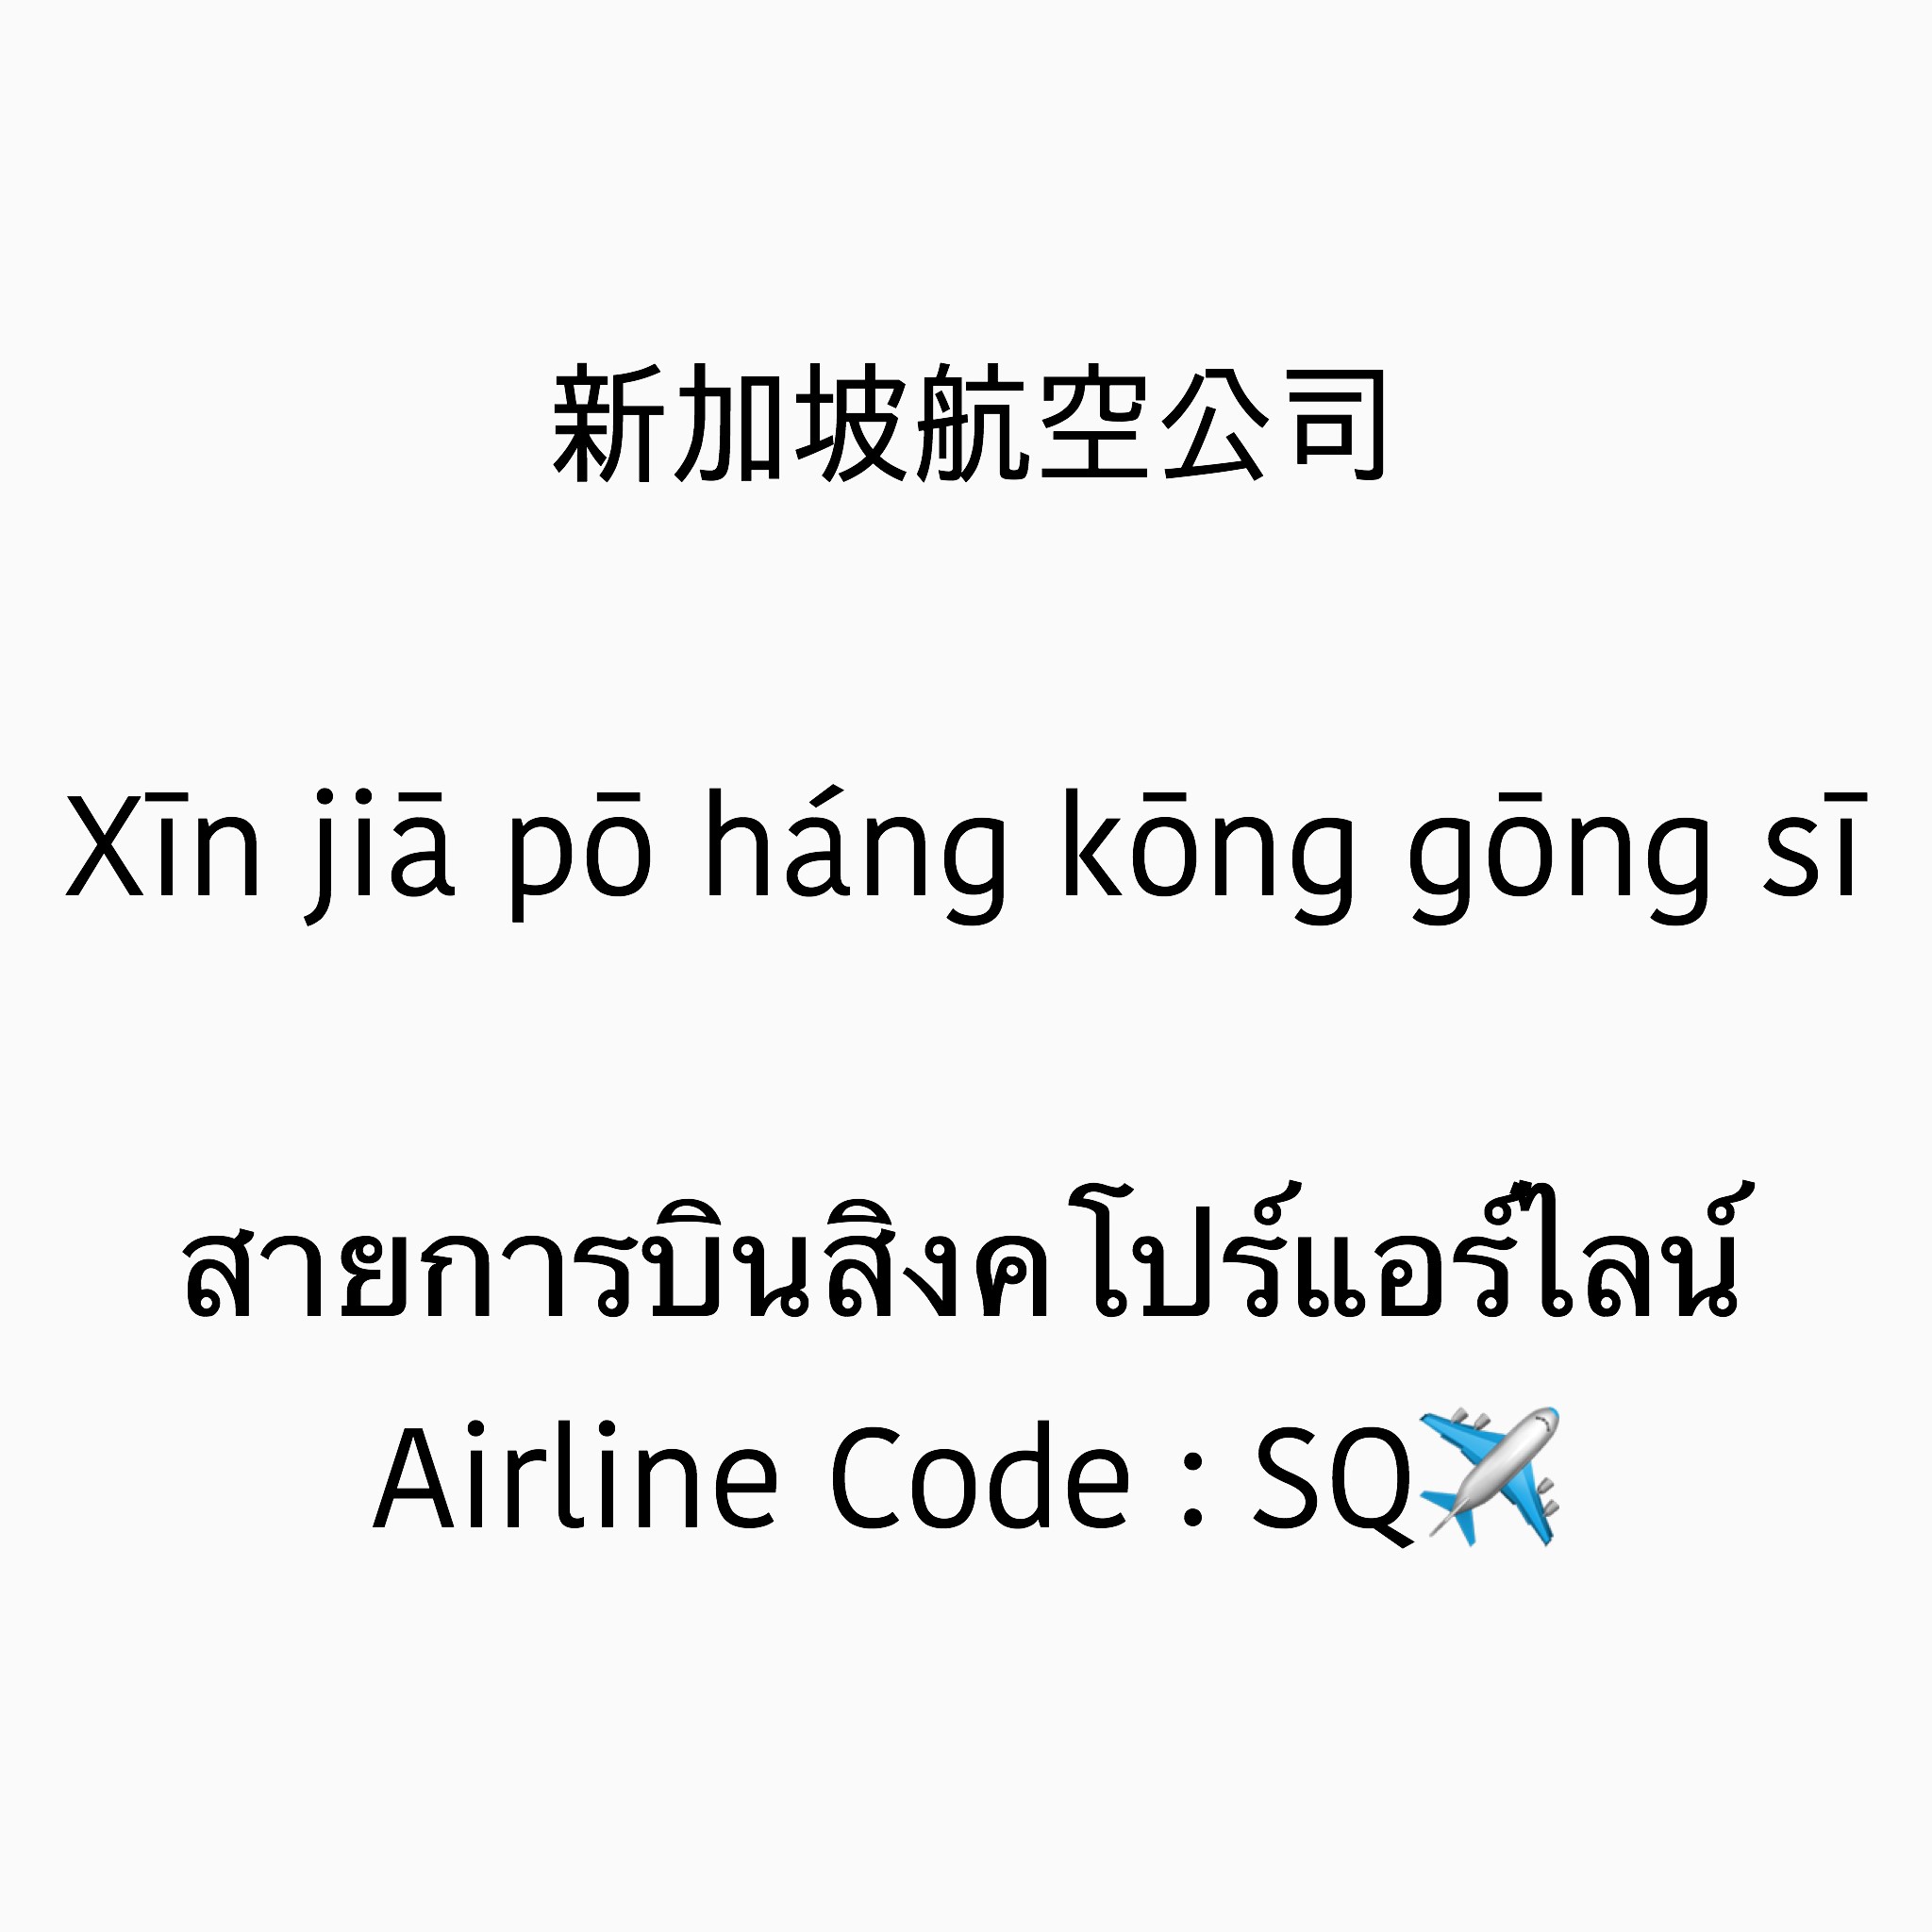 新加坡航空公司
Xīn jiā pō háng kōng gōng sī
สายการบินสิงคโปร์แอร์ไลน์
Airline Code : SQ✈️